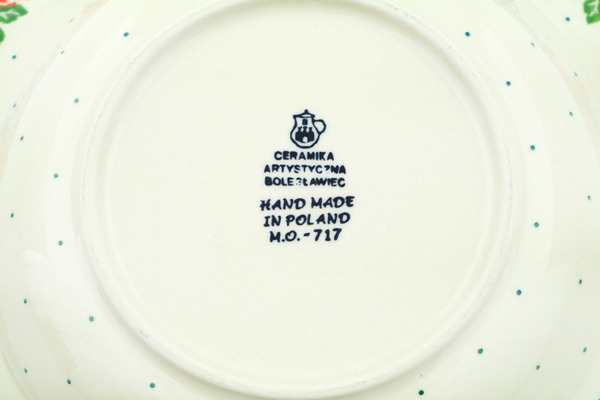 CERAMIKA
ARTYSTYCZNA
BOLESŁAWIEC
HAND MADE
IN POLAND
M.O.-717